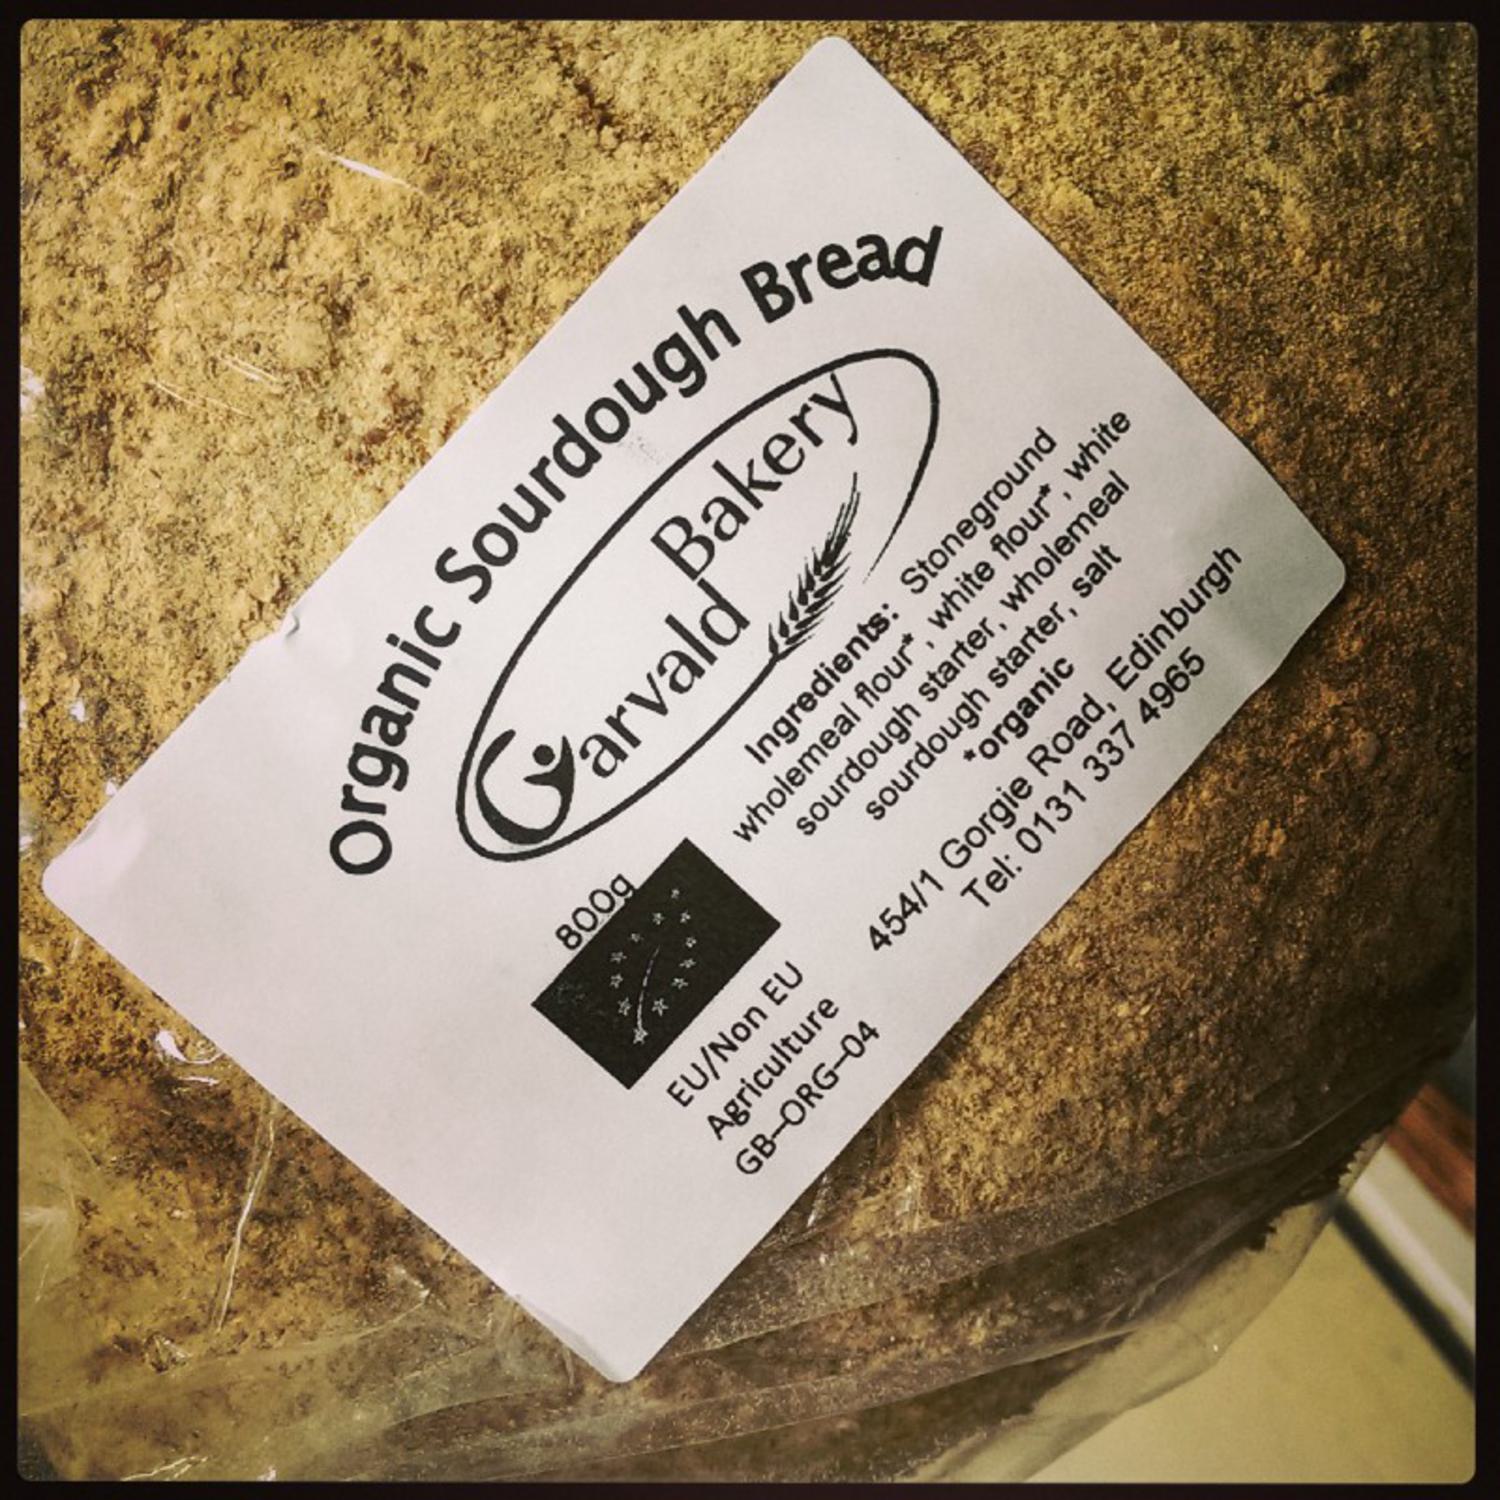 Organic Sourdough Bread
Garvald Bakery
Ingredients: Stoneground
wholemeal flour*, white flour*, white
sourdough starter, wholemeal
sourdough starter, salt
*organic
454/1 Gorgie Road, Edinburgh
Tel: 0131 337 4965
800g
EU/Non EU
Agriculture
GB-ORG-04